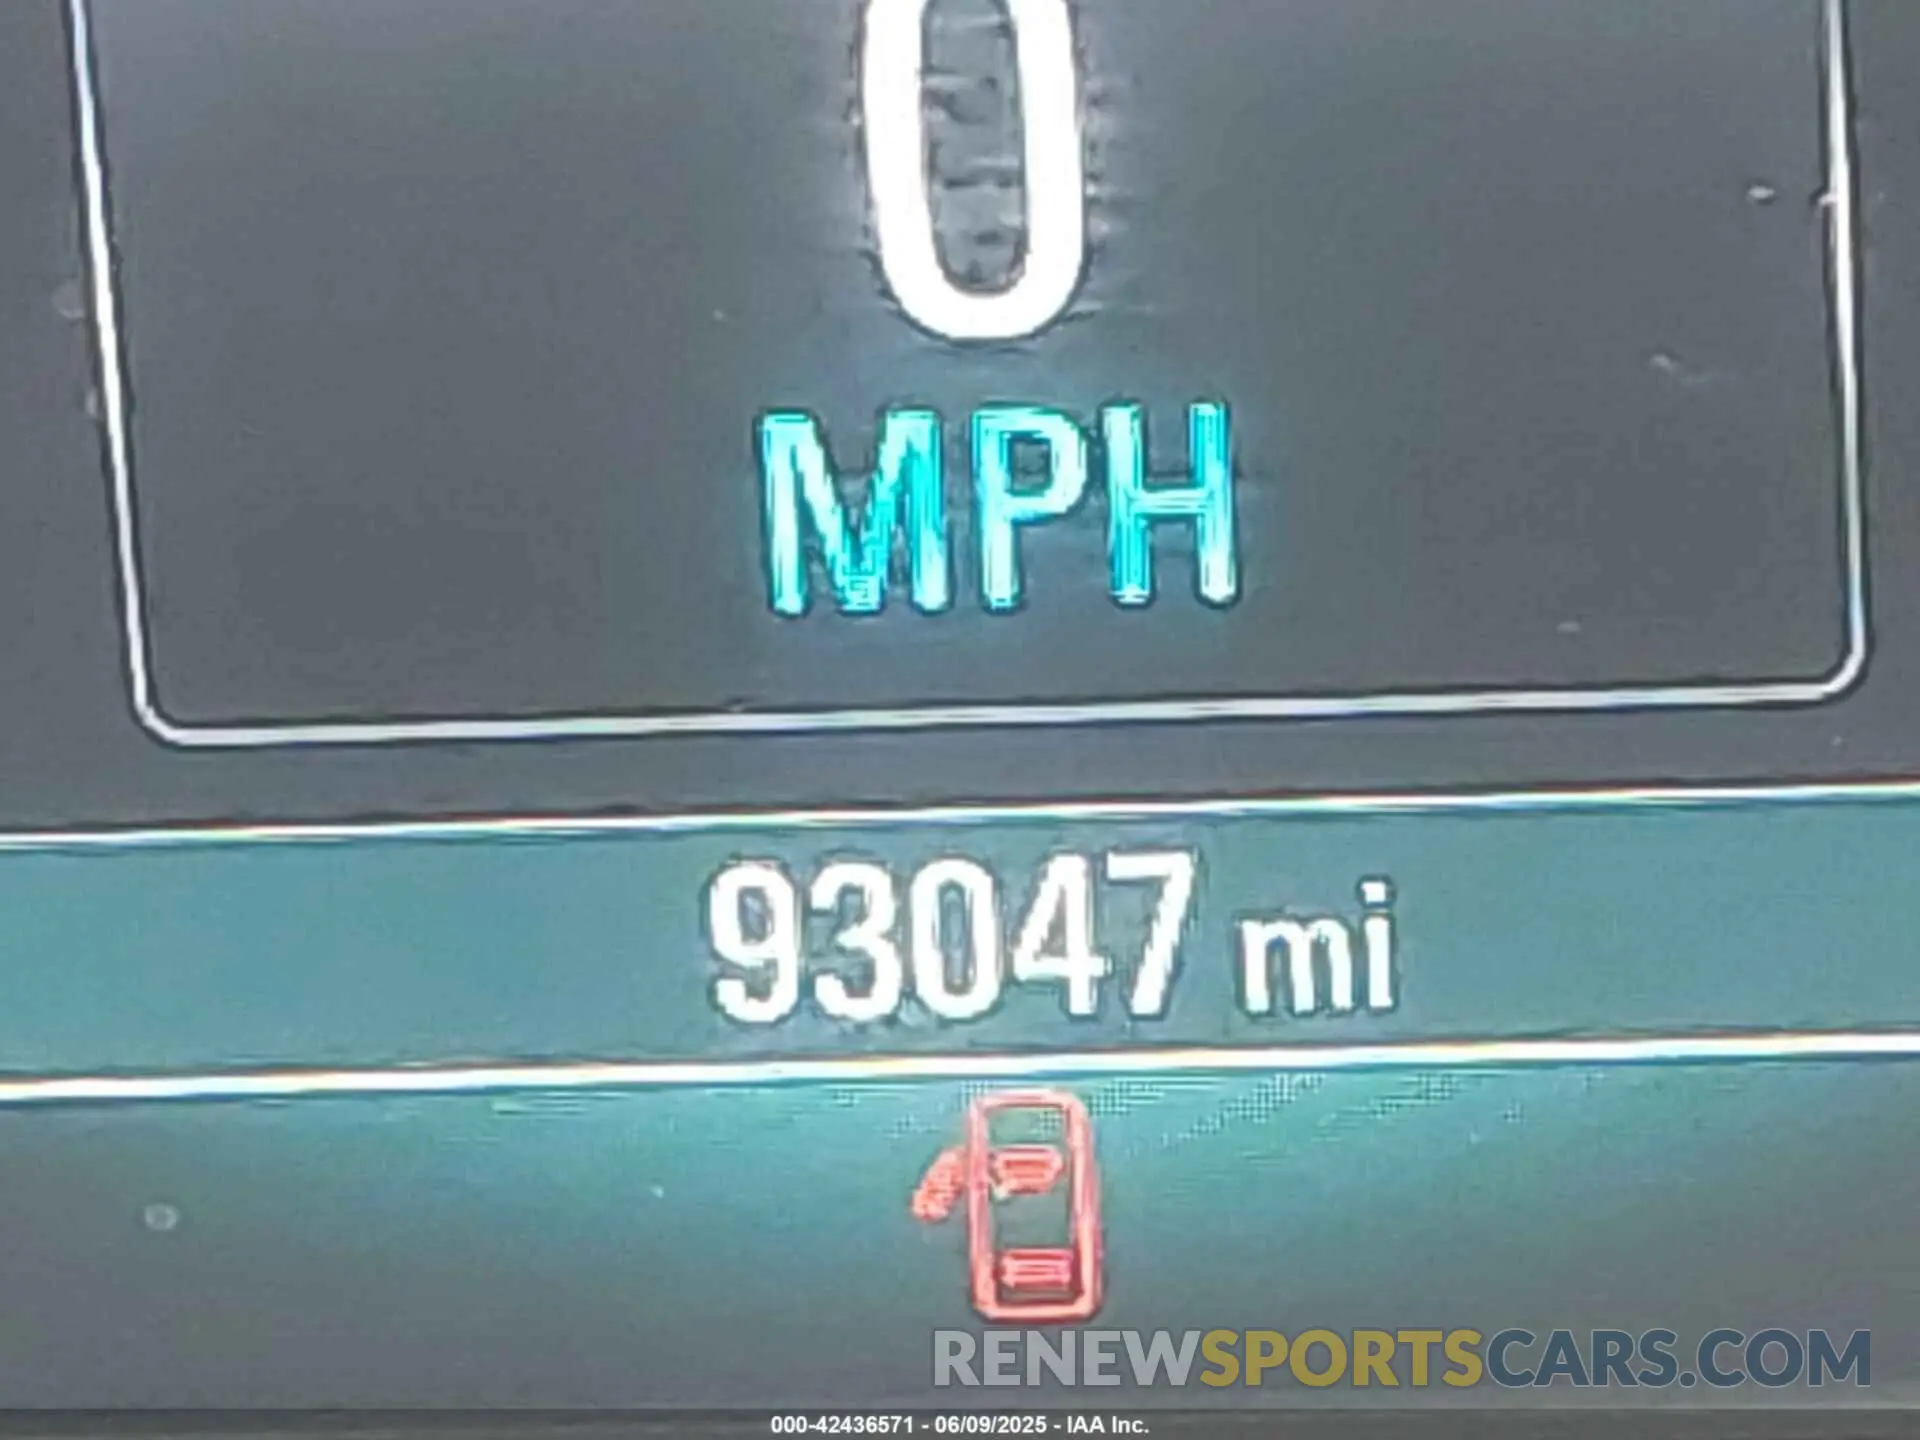 0
MPH
93047 mi
RENEWSPORTSCARS.COM
000-42436571 - 06/09/2025 - IAA Inc.